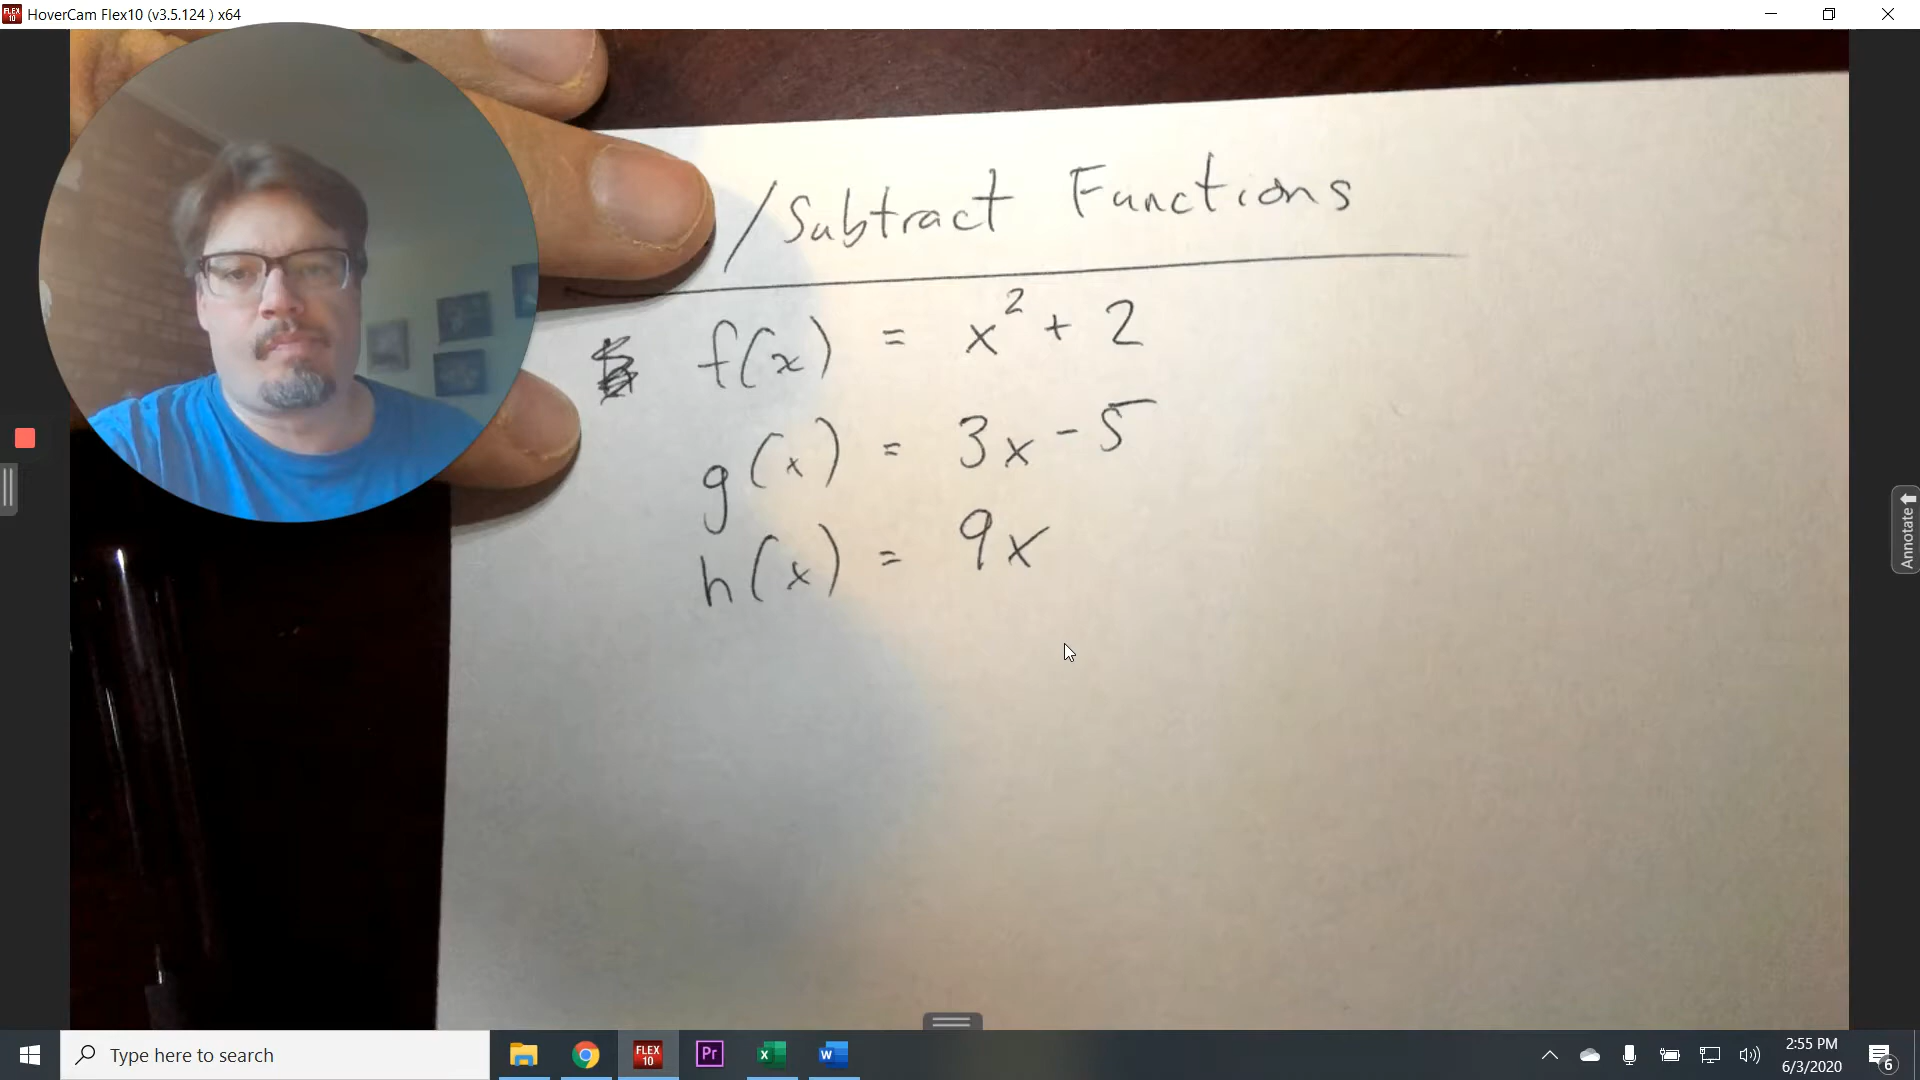 HoverCam Flex10 (v3.5.124 ) x64
/Subtract Functions
f(x) = x² + 2
g(x) = 3x - 5
h(x) = 9x
Annotate
Type here to search
FLEX
10
Pr
2:55 PM
6/3/2020
6